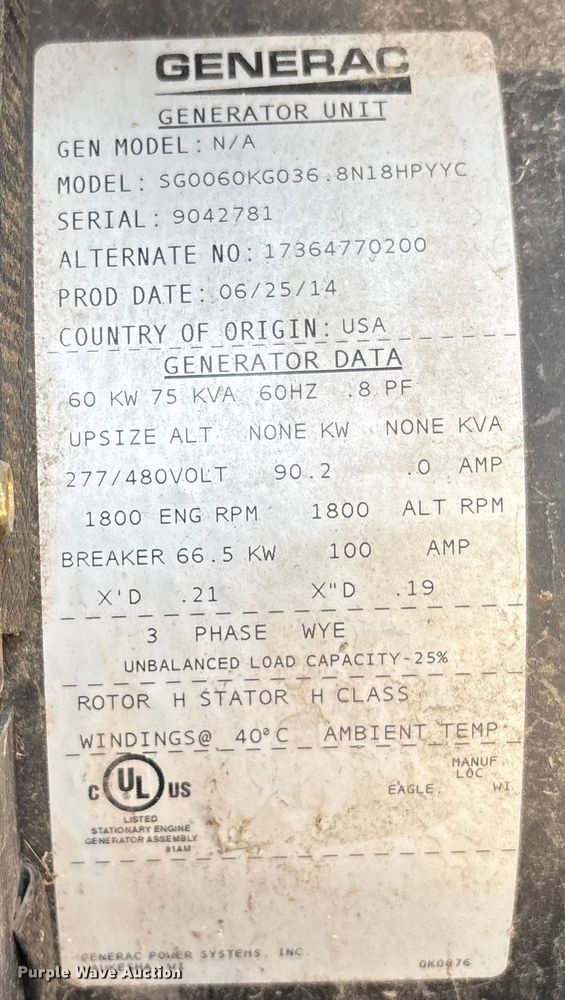 GENERAC
GENERATOR UNIT
GEN MODEL: N/A
MODEL: SG0060KG036.8N18HPYYC
SERIAL: 9042781
ALTERNATE NO: 17364770200
PROD DATE: 06/25/14
COUNTRY OF ORIGIN: USA
GENERATOR DATA
60 KW 75 KVA 60HZ .8 PF
UPSIZE ALT NONE KW NONE KVA
277/480VOLT 90.2 .0 AMP
1800 ENG RPM 1800 ALT RPM
BREAKER 66.5 KW 100 AMP
X'D .21 X"D .19
3 PHASE WYE
UNBALANCED LOAD CAPACITY-25%
ROTOR H STATOR H CLASS
WINDINGS@ 40°C AMBIENT TEMP
MANUF.
LOC
C UL US
EAGLE, WI
LISTED
STATIONARY ENGINE
GENERATOR ASSEMBLY
81AM
GENERAC POWER SYSTEMS, INC.
0K0876
Purple Wave Auction